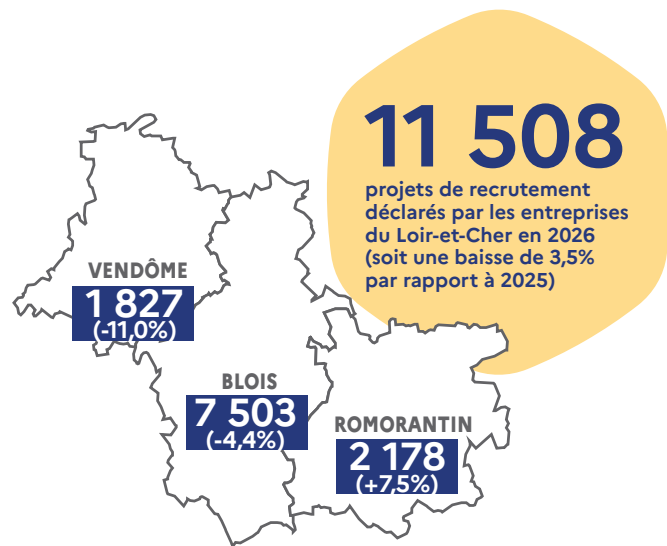 11 508
projets de recrutement
déclarés par les entreprises
du Loir-et-Cher en 2026
(soit une baisse de 3,5%
par rapport à 2025)
VENDÔME
1 827
(-11,0%)
BLOIS
7 503
(-4,4%)
ROMORANTIN
2 178
(+7,5%)